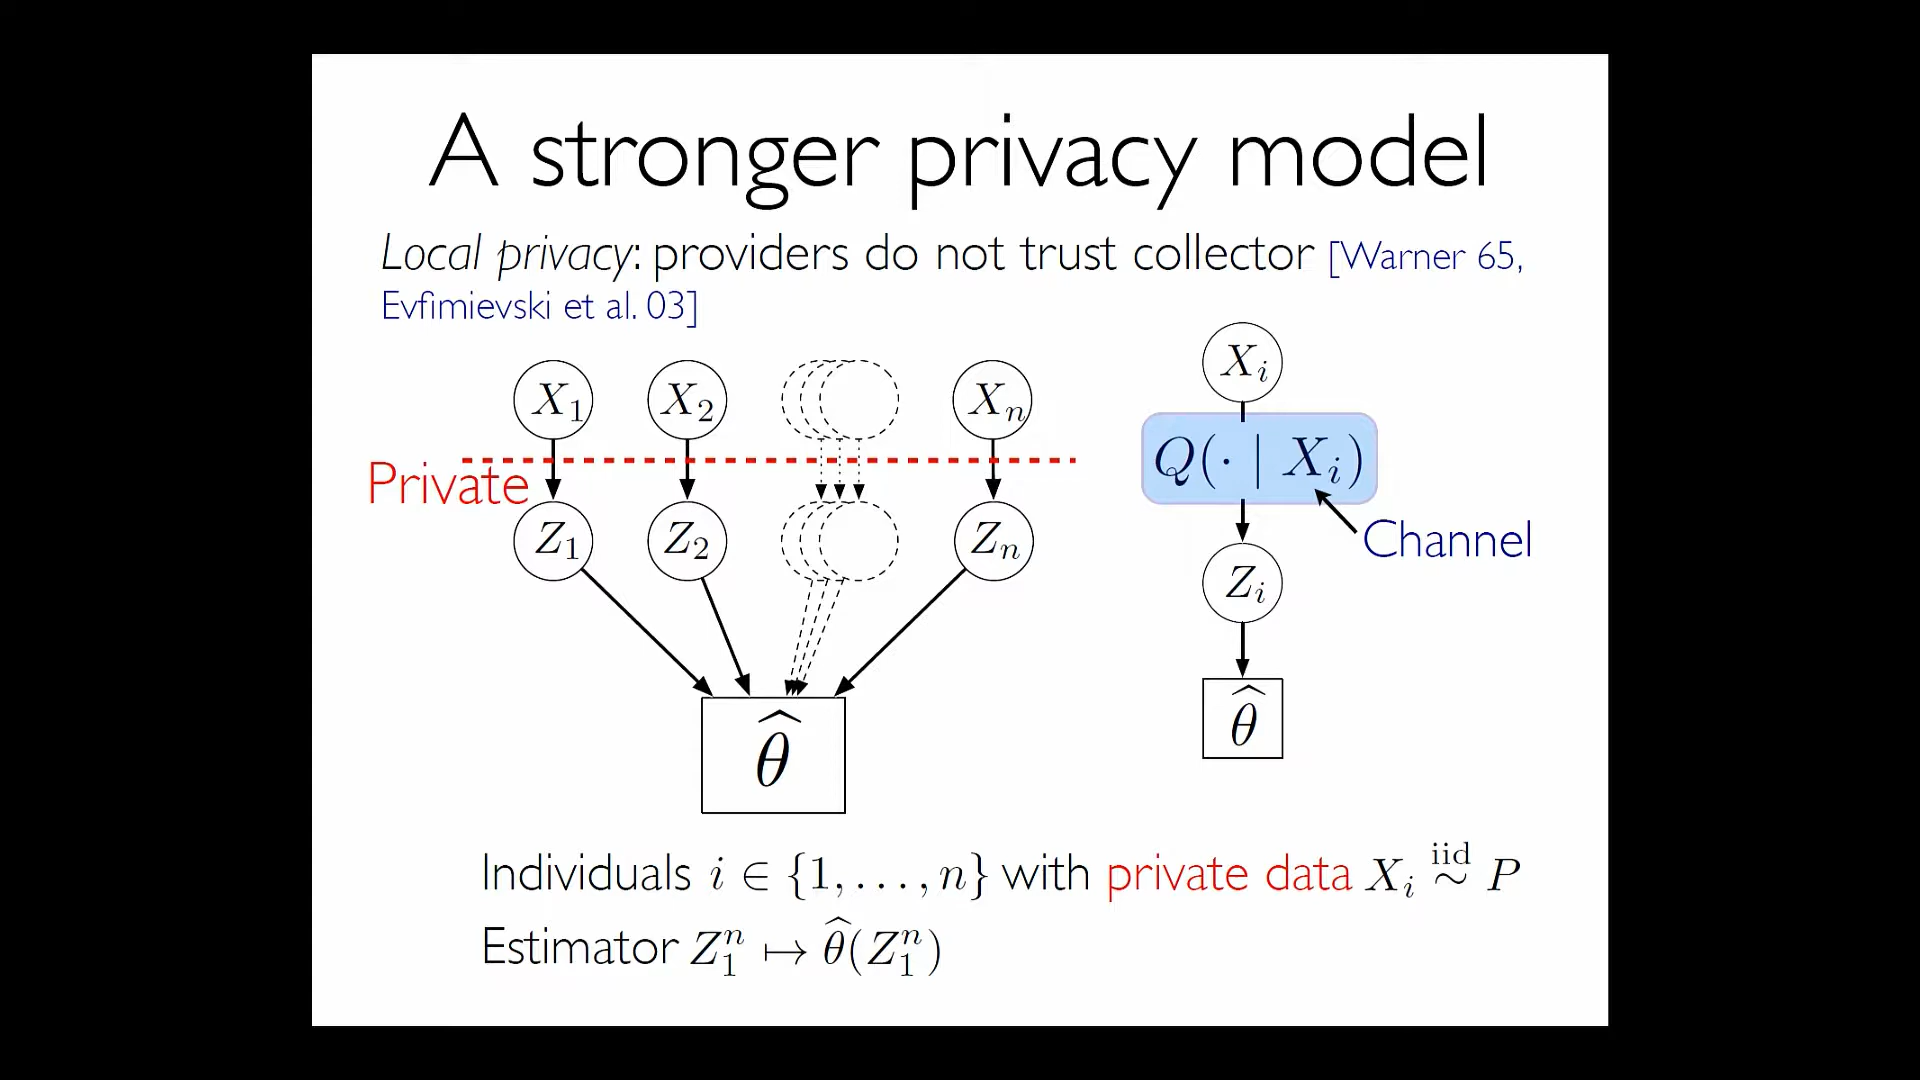 A stronger privacy model
Local privacy: providers do not trust collector [Warner 65,
Evfimievski et al. 03]
X₁ X₂ Xₙ
Private
Z₁ Z₂ Zₙ
θ̂
Xᵢ
Q(· | Xᵢ)
Channel
Zᵢ
θ̂
Individuals i ∈ {1, . . . , n} with private data Xᵢ iid ∼ P
Estimator Z₁ⁿ ↦ θ̂(Z₁ⁿ)